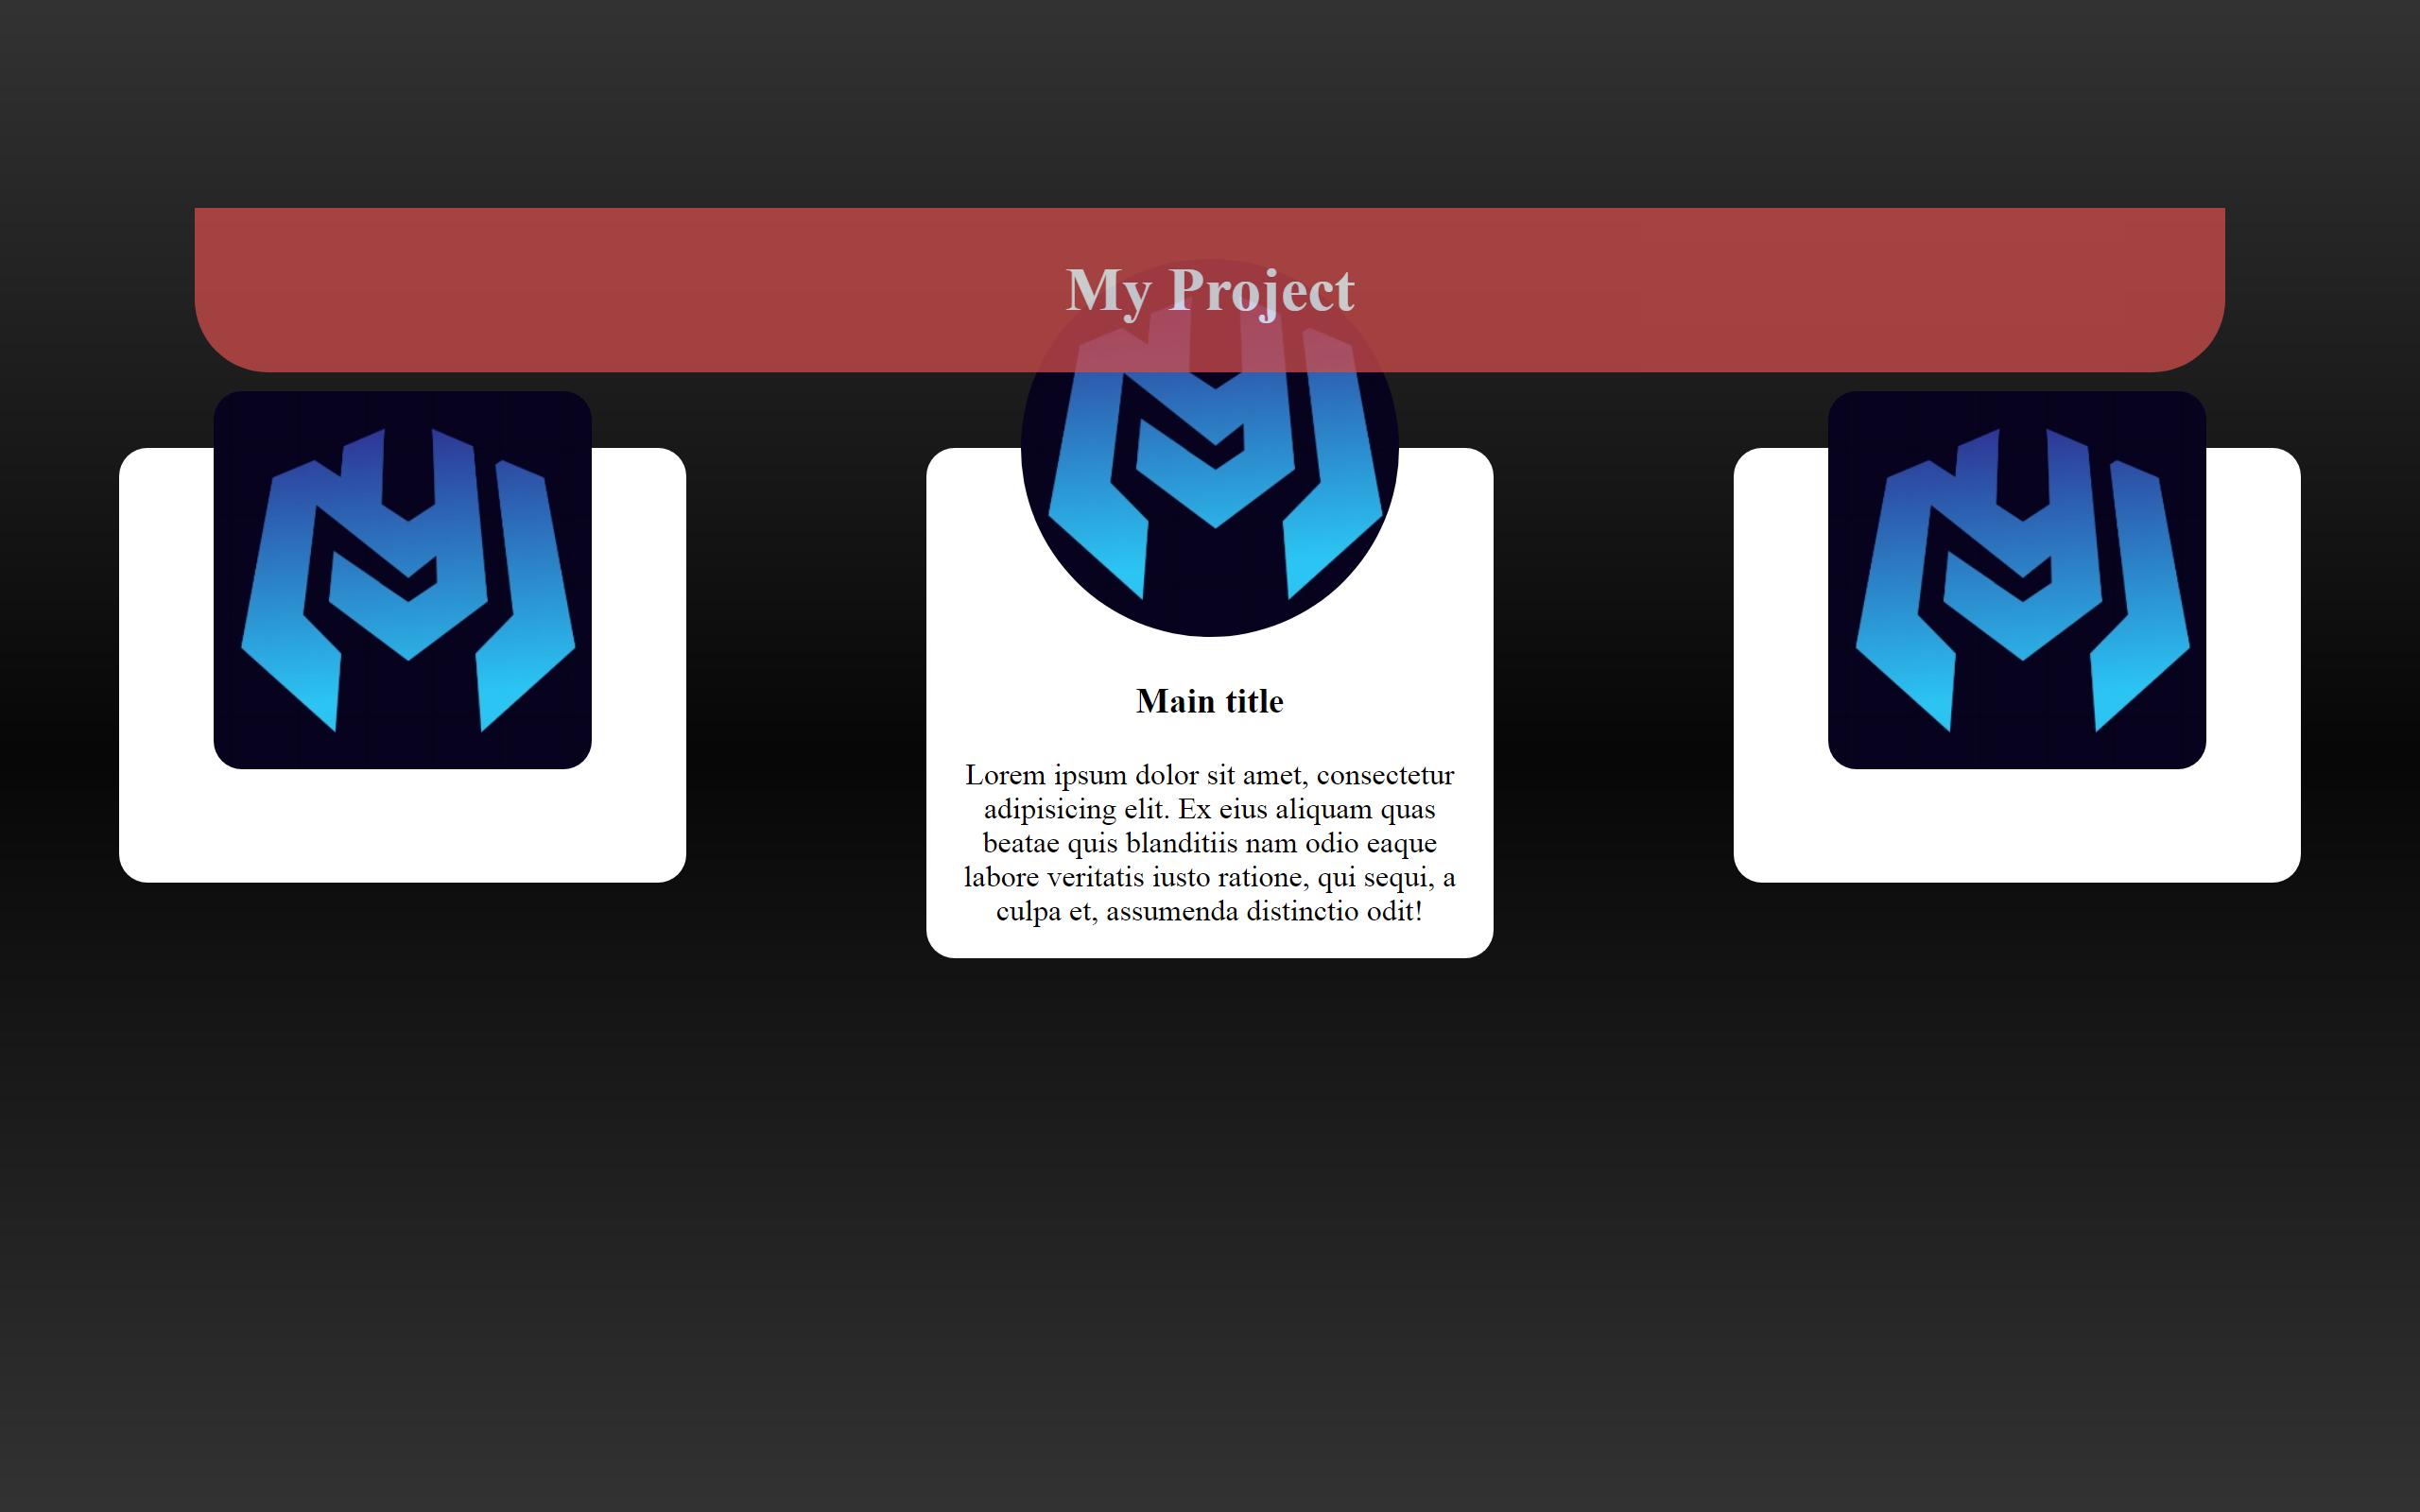 My Project
Main title
Lorem ipsum dolor sit amet, consectetur
adipisicing elit. Ex eius aliquam quas
beatae quis blanditiis nam odio eaque
labore veritatis iusto ratione, qui sequi, a
culpa et, assumenda distinctio odit!